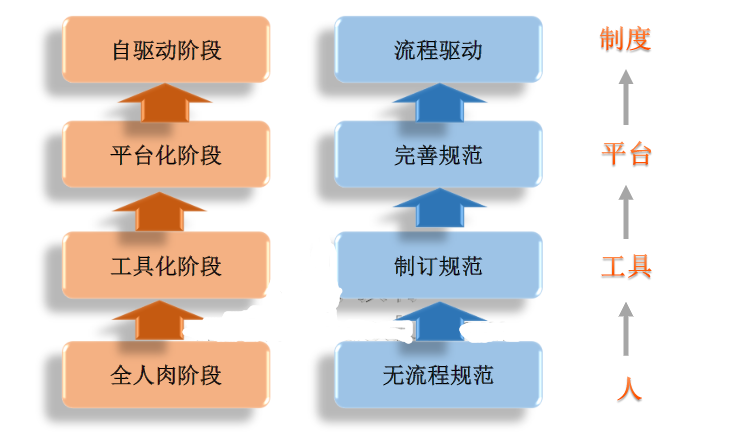 自驱动阶段
流程驱动
制度
平台化阶段
完善规范
平台
工具化阶段
制订规范
工具
全人肉阶段
无流程规范
人